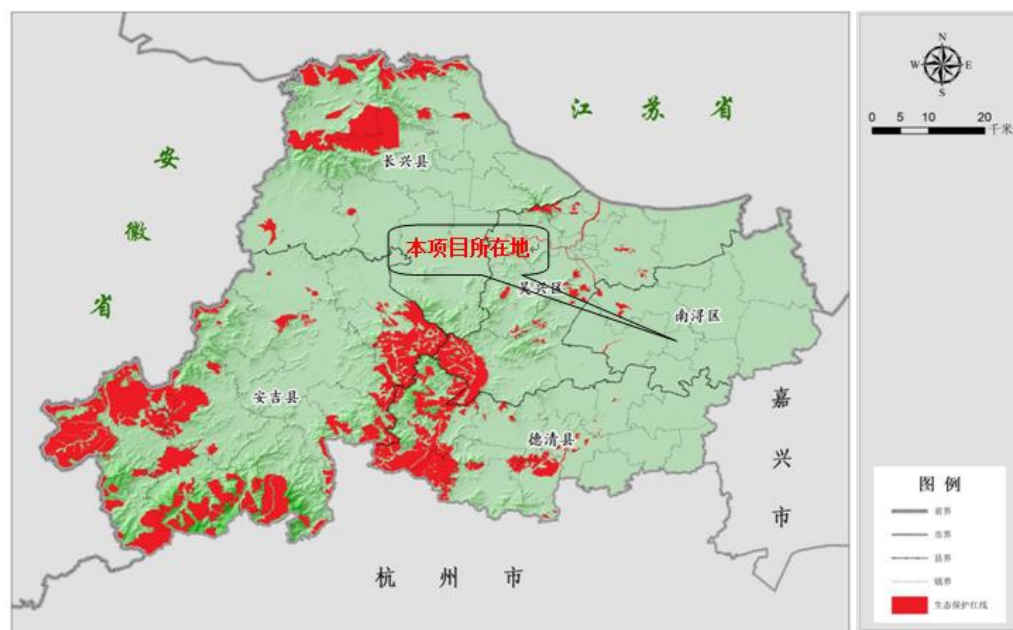 N
W
E
S
0 5 10 20 千米
江苏省
安徽省
长兴县
本项目所在地
吴兴区
南浔区
安吉县
德清县
嘉兴市
杭州市
图例
省界
市界
县界
镇界
生态保护红线